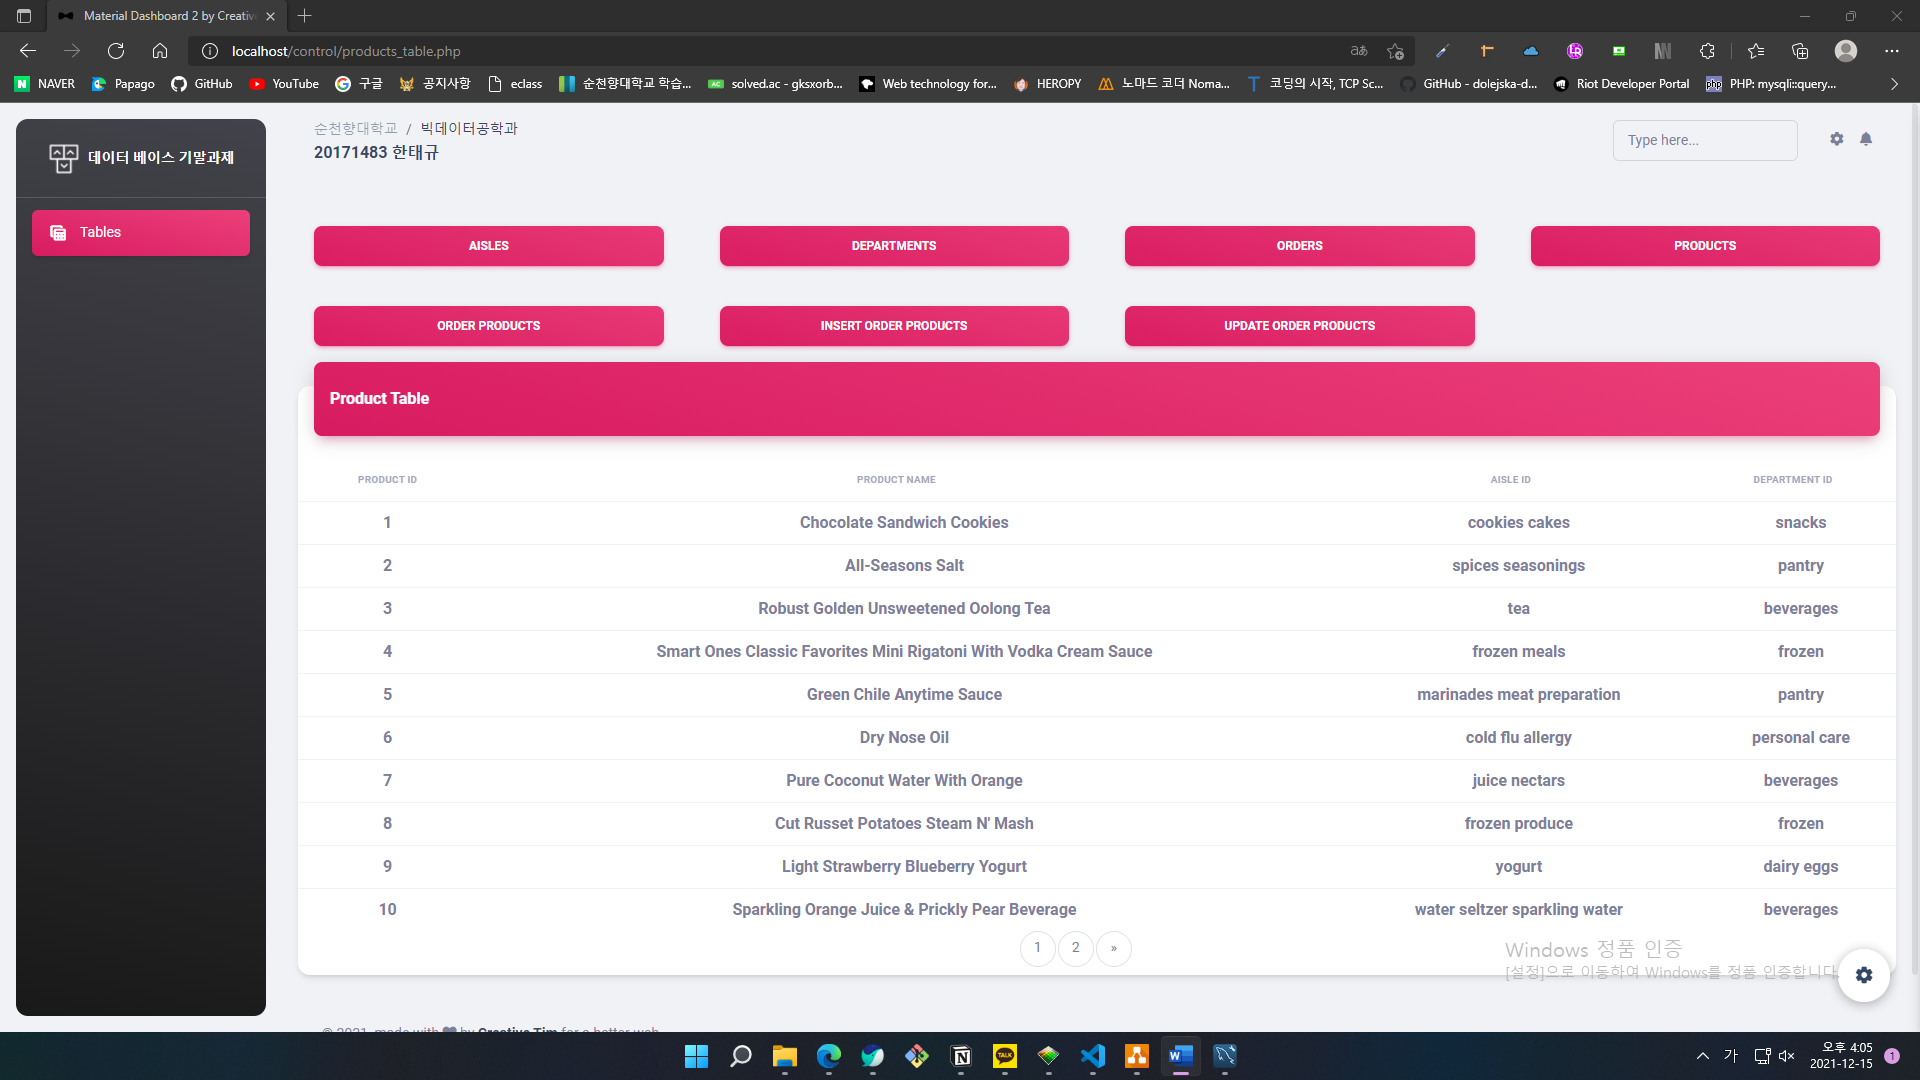 Material Dashboard 2 by Creativ
localhost/control/products_table.php
NAVER
Papago
GitHub
YouTube
구글
공지사항
eclass
순천향대학교 학습...
solved.ac - gksxorb...
Web technology for...
HEROPY
노마드 코더 Noma...
코딩의 시작, TCP Sc...
GitHub - dolejska-d...
Riot Developer Portal
PHP: mysqli::query...
데이터 베이스 기말과제
Tables
순천향대학교 / 빅데이터공학과
20171483 한태규
Type here...
AISLES
DEPARTMENTS
ORDERS
PRODUCTS
ORDER PRODUCTS
INSERT ORDER PRODUCTS
UPDATE ORDER PRODUCTS
Product Table
PRODUCT ID PRODUCT NAME AISLE ID DEPARTMENT ID
1 Chocolate Sandwich Cookies cookies cakes snacks
2 All-Seasons Salt spices seasonings pantry
3 Robust Golden Unsweetened Oolong Tea tea beverages
4 Smart Ones Classic Favorites Mini Rigatoni With Vodka Cream Sauce frozen meals frozen
5 Green Chile Anytime Sauce marinades meat preparation pantry
6 Dry Nose Oil cold flu allergy personal care
7 Pure Coconut Water With Orange juice nectars beverages
8 Cut Russet Potatoes Steam N' Mash frozen produce frozen
9 Light Strawberry Blueberry Yogurt yogurt dairy eggs
10 Sparkling Orange Juice & Prickly Pear Beverage water seltzer sparkling water beverages
1 2 »
Windows 정품 인증
[설정]으로 이동하여 Windows를 정품 인증합니다.
© 2021, made with by Creative Tim for a better web.
가
오후 4:05
2021-12-15
1